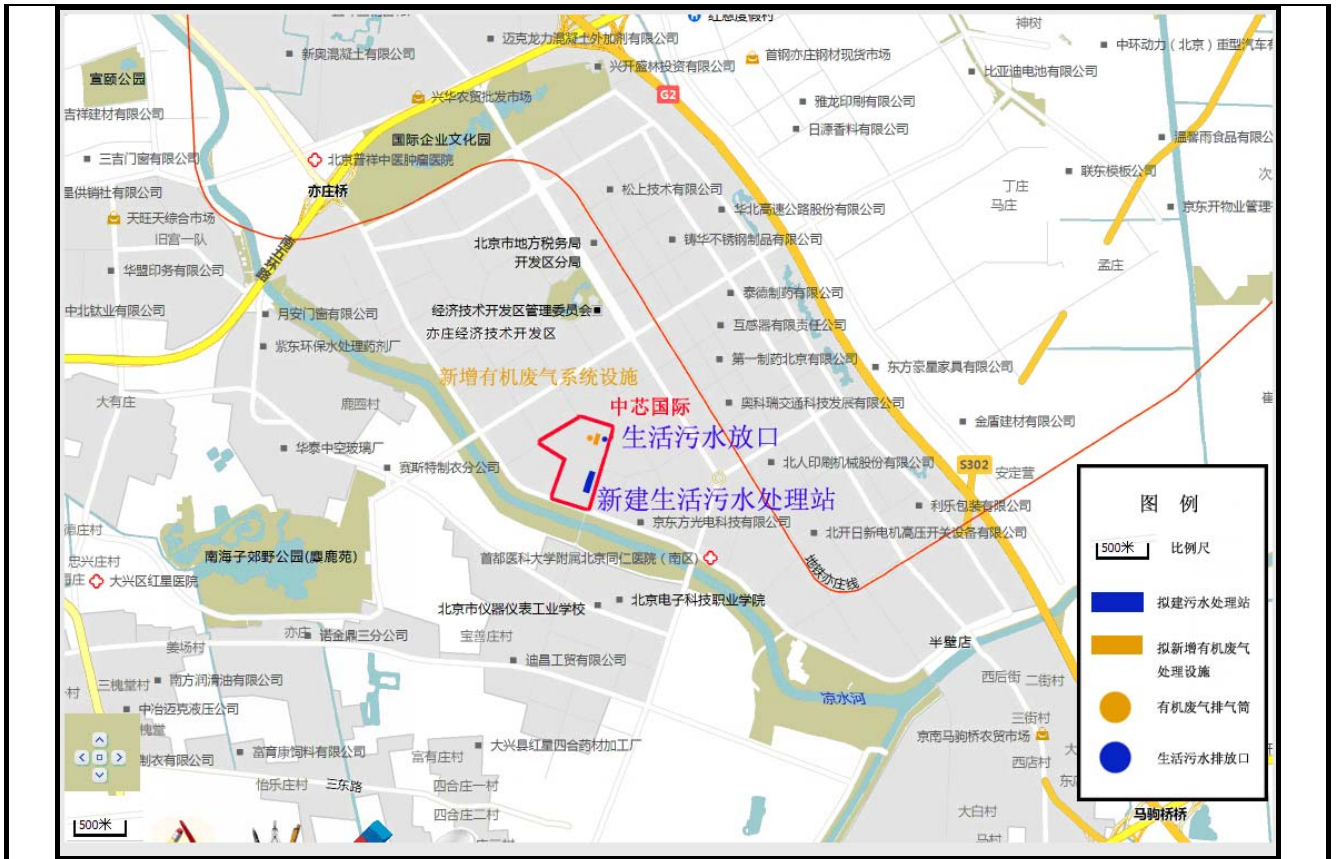 新奥混凝土有限公司
迈克龙力混凝土外加剂有限公司
红慈度假村
神树
中环动力（北京）重型汽车有
宣颐公园
兴开盛林投资有限公司
首钢亦庄钢材现货市场
比亚迪电池有限公司
吉祥建材有限公司
兴华农贸批发市场
G2
雅龙印刷有限公司
国际企业文化园
日漂香料有限公司
温馨雨食品有限公
三吉门窗有限公司
北京普祥中医肿瘤医院
联东模板公司
次
星供销社有限公司
亦庄桥
松上技术有限公司
丁庄
马庄
天旺天综合市场
华北高速公路股份有限公司
京东开物业管理
旧宫一队
北京市地方税务局
开发区分局
铸华不锈钢制品有限公司
南五环路
华盟印务有限公司
孟庄
泰德制药有限公司
中北钛业有限公司
月安门窗有限公司
经济技术开发区管理委员会
亦庄经济技术开发区
互感器有限责任公司
紫东环保水处理药剂厂
第一制药北京有限公司
东方豪星家具有限公司
新增有机废气系统设施
大有庄
鹿圈村
中芯国际
奥科瑞交通科技发展有限公司
崔
生活污水放口
金盾建材有限公司
华泰中空玻璃厂
赛斯特制衣分公司
北人印刷机械股份有限公司
S302
安定营
新建生活污水处理站
利乐包装有限公司
图 例
京东方光电科技有限公司
北开日新电机高压开关设备有限公司
500米
比例尺
南海子郊野公园(麋鹿苑)
首都医科大学附属北京同仁医院（南区）
忠兴庄村
大兴区红星医院
地铁亦庄线
拟建污水处理站
北京市仪器仪表工业学校
北京电子科技职业学院
亦庄
诺金鼎三分公司
宝善庄村
半壁店
拟新增有机废气
处理设施
姜场村
迪昌工贸有限公司
三槐堂村
南方润滑油有限公司
西后街
二街村
凉水河
有机废气排气筒
中冶迈克液压公司
槐堂
三街村
京南马驹桥农贸市场
大兴县红星四合药材加工厂
富育康饲料有限公司
富有庄村
制衣有限公司
西店村
生活污水排放口
怡乐庄村
三东路
四合庄一村
四合庄二村
大白村
马驹桥桥
500米
马村